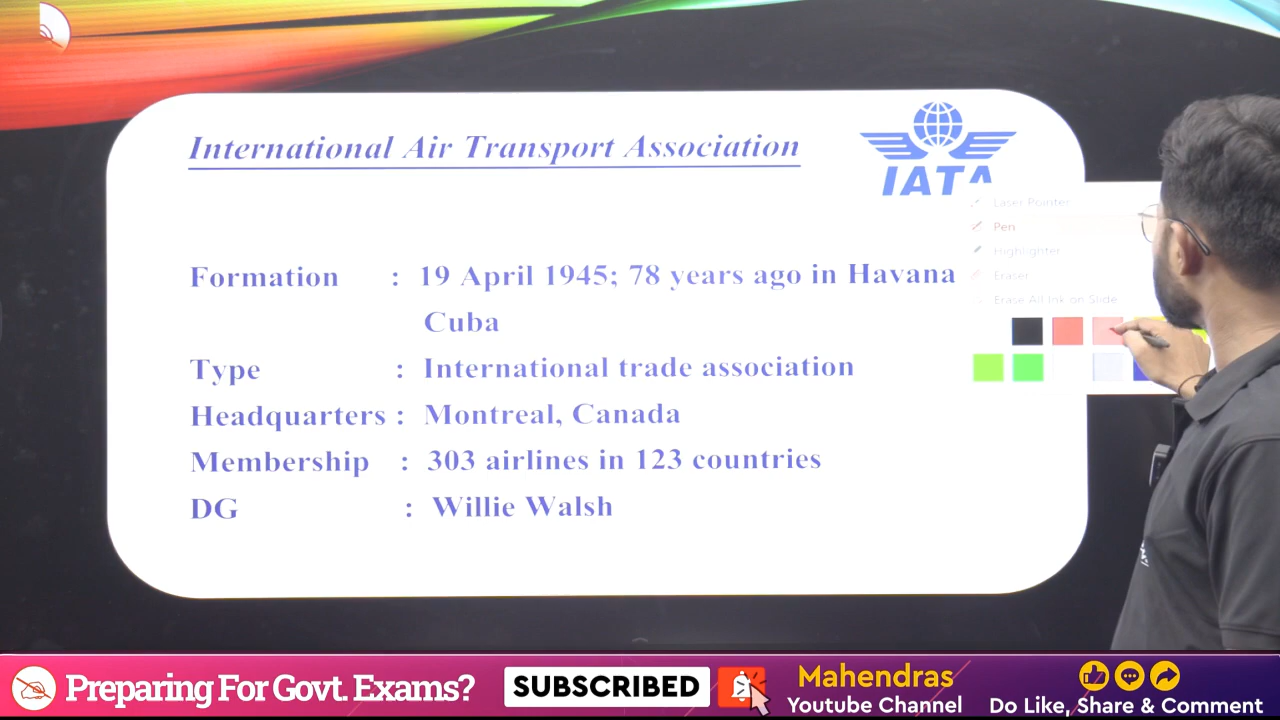 International Air Transport Association
IATA
Formation : 19 April 1945; 78 years ago in Havana
Cuba
Type : International trade association
Headquarters : Montreal, Canada
Membership : 303 airlines in 123 countries
DG : Willie Walsh
Laser Pointer
Pen
Highlighter
Eraser
Erase All Ink on Slide
Preparing For Govt. Exams?
SUBSCRIBED
Mahendras
Youtube Channel
Do Like, Share & Comment